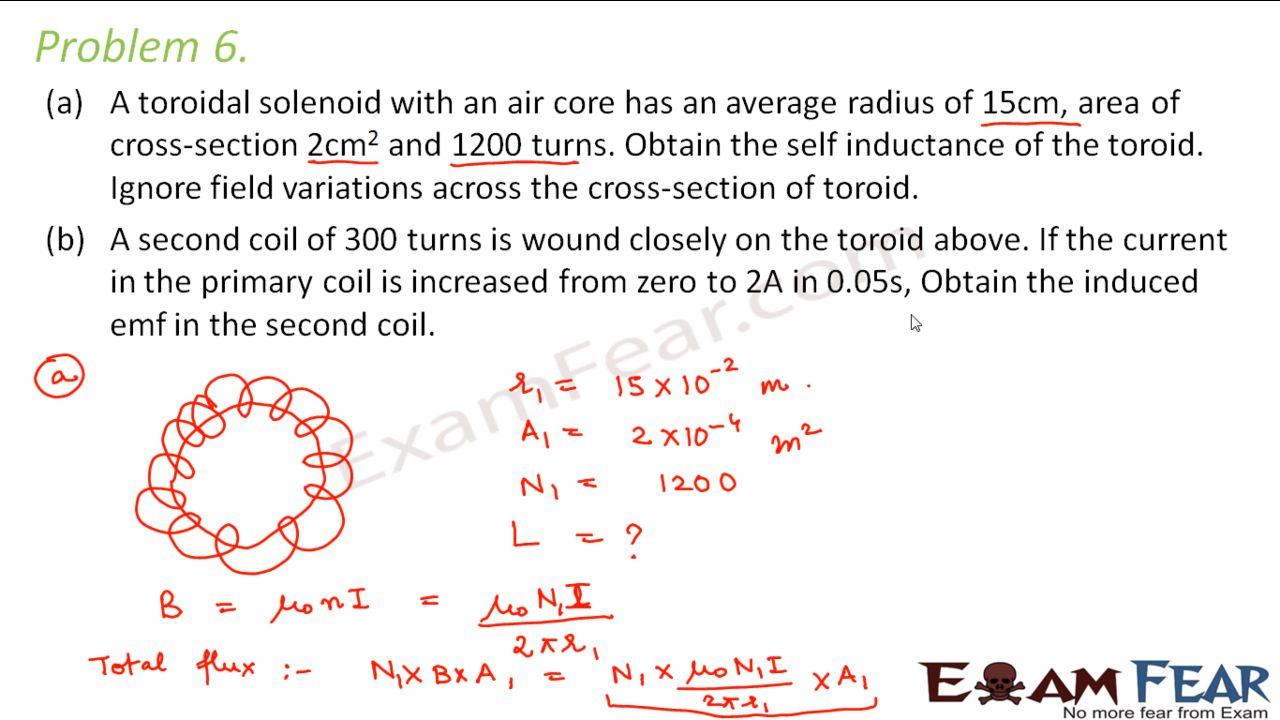 Problem 6.
(a) A toroidal solenoid with an air core has an average radius of 15cm, area of
cross-section 2cm² and 1200 turns. Obtain the self inductance of the toroid.
Ignore field variations across the cross-section of toroid.
(b) A second coil of 300 turns is wound closely on the toroid above. If the current
in the primary coil is increased from zero to 2A in 0.05s, Obtain the induced
emf in the second coil.
ExamFear.com
a
r₁ = 15 × 10⁻² m .
A₁ = 2 × 10⁻⁴ m²
N₁ = 1200
L = ?
B = μ₀ n I = μ₀ N₁ I / 2πr₁
Total flux :- N₁ × B × A₁ = N₁ × μ₀ N₁ I / 2πr₁ × A₁
EXAM FEAR
No more fear from Exam